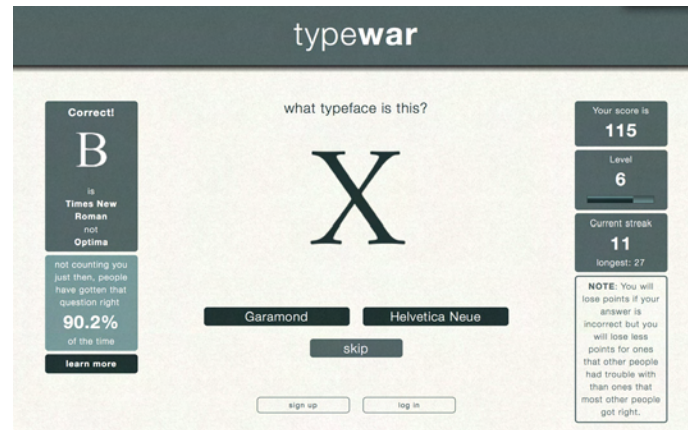 typewar
Correct!
B
is
Times New
Roman
not
Optima
not counting you
just then, people
have gotten that
question right
90.2%
of the time
learn more
what typeface is this?
X
Garamond
Helvetica Neue
skip
sign up
log in
Your score is
115
Level
6
Current streak
11
longest: 27
NOTE: You will
lose points if your
answer is
incorrect but you
will lose less
points for ones
that other people
had trouble with
than ones that
most other people
got right.